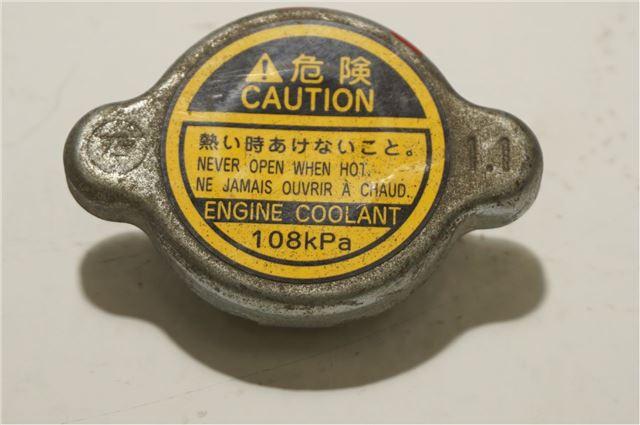 危険
CAUTION
熱い時あけないこと。
NEVER OPEN WHEN HOT.
NE JAMAIS OUVRIR À CHAUD.
ENGINE COOLANT
108kPa
1.1